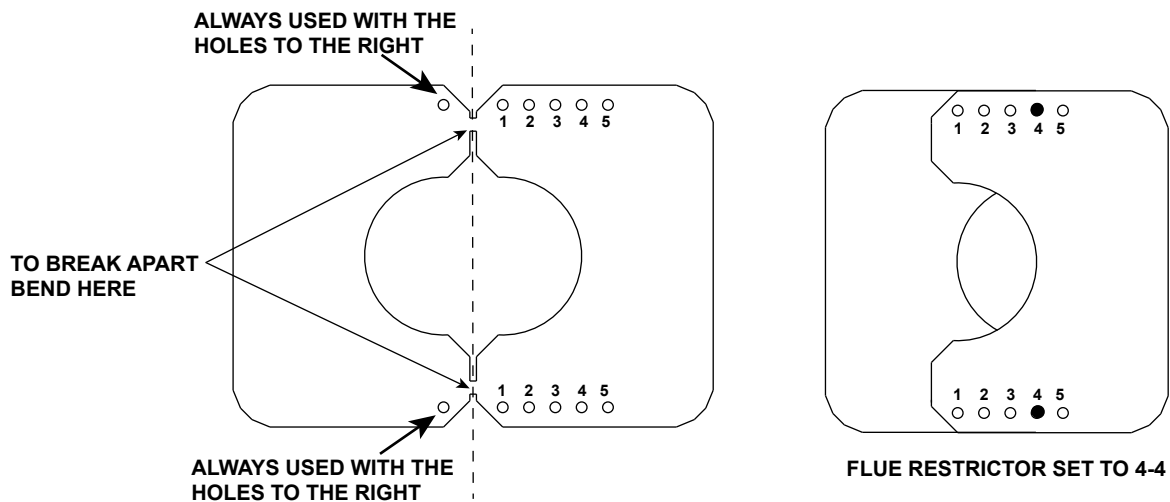 ALWAYS USED WITH THE
HOLES TO THE RIGHT
1 2 3 4 5
TO BREAK APART
BEND HERE
1 2 3 4 5
ALWAYS USED WITH THE
HOLES TO THE RIGHT
1 2 3 4 5
1 2 3 4 5
FLUE RESTRICTOR SET TO 4-4